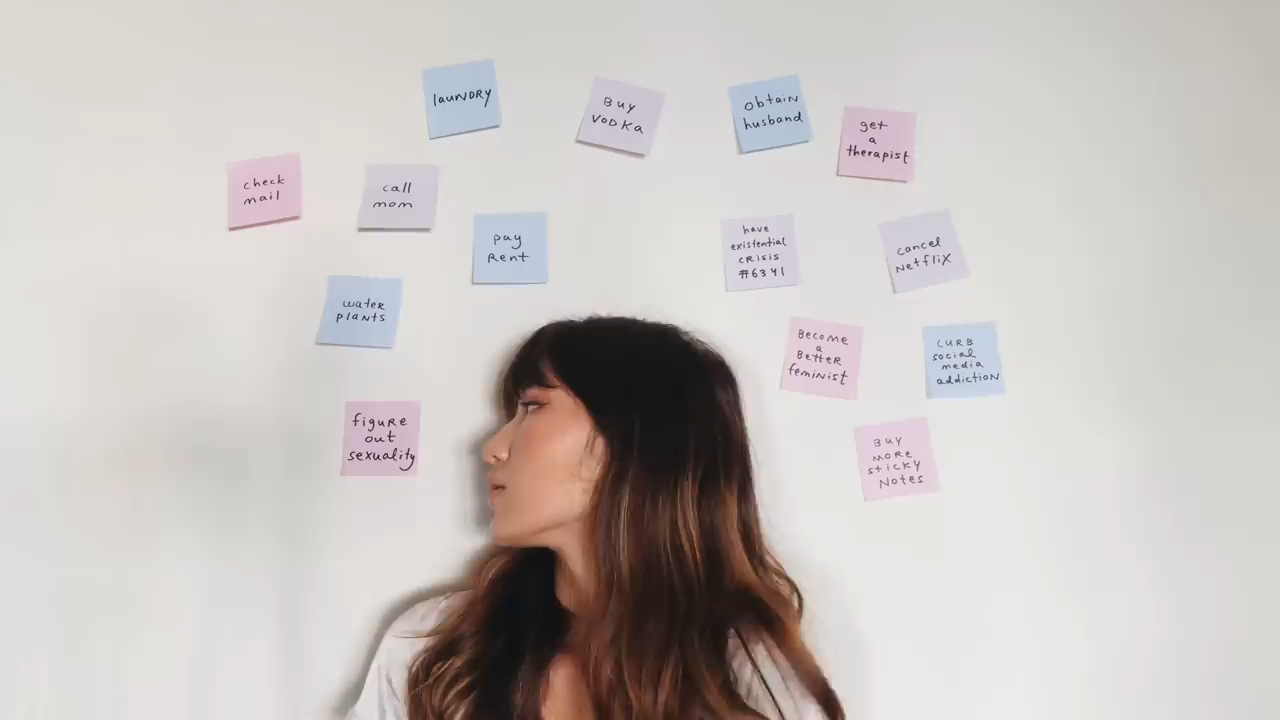 laundry
Buy
Vodka
obtain
husband
get
a
therapist
check
mail
call
mom
pay
Rent
have
existential
crisis
#6341
cancel
Netflix
water
plants
Become
a
Better
feminist
CURB
social
media
addiction
figure
out
sexuality
Buy
More
sticky
Notes